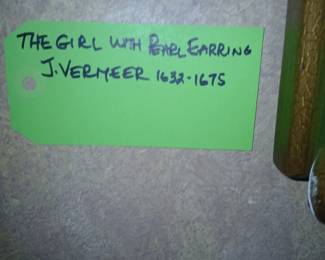 THE GIRL WITH PEARL EARRING
J. VERMEER 1632-1675